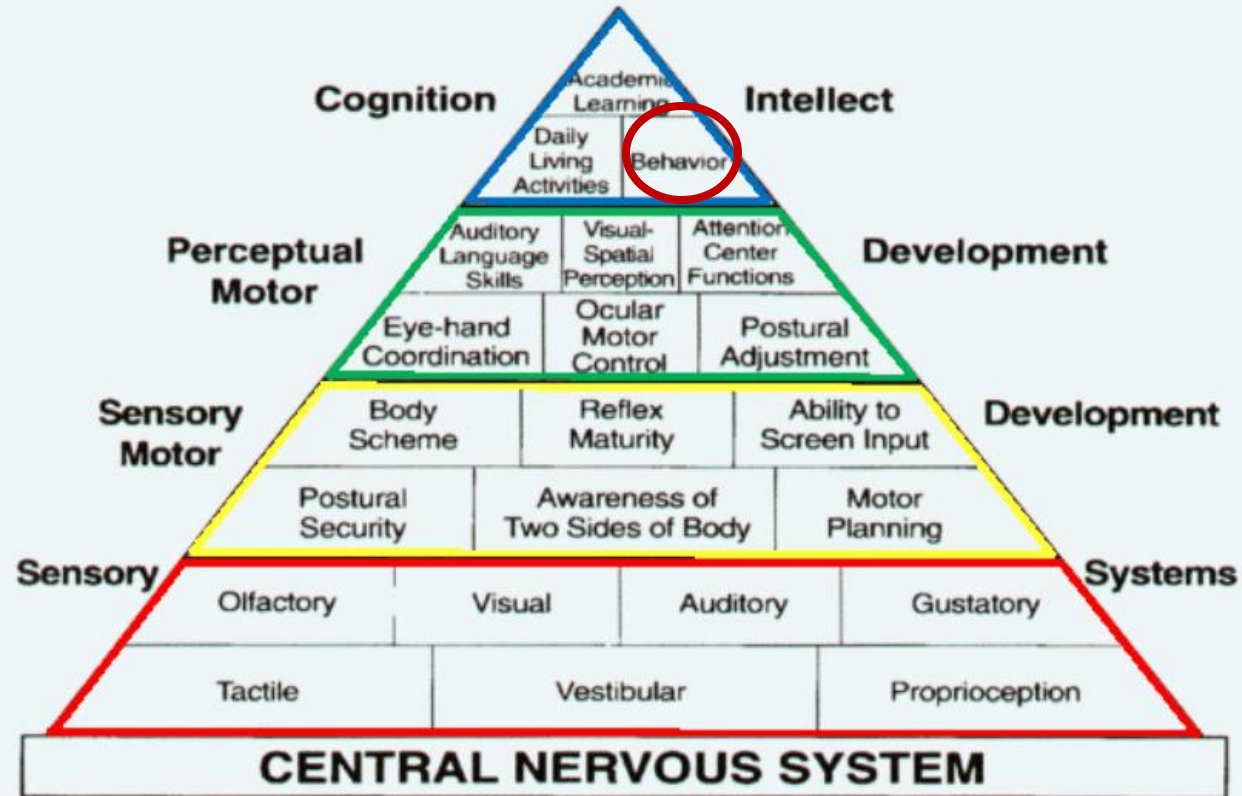 Academic
Learning
Cognition
Intellect
Daily
Living
Activities
Behavior
Perceptual
Motor
Auditory
Language
Skills
Visual-
Spatial
Perception
Attention
Center
Functions
Development
Eye-hand
Coordination
Ocular
Motor
Control
Postural
Adjustment
Sensory
Motor
Body
Scheme
Reflex
Maturity
Ability to
Screen Input
Development
Postural
Security
Awareness of
Two Sides of Body
Motor
Planning
Sensory
Systems
Olfactory
Visual
Auditory
Gustatory
Tactile
Vestibular
Proprioception
CENTRAL NERVOUS SYSTEM